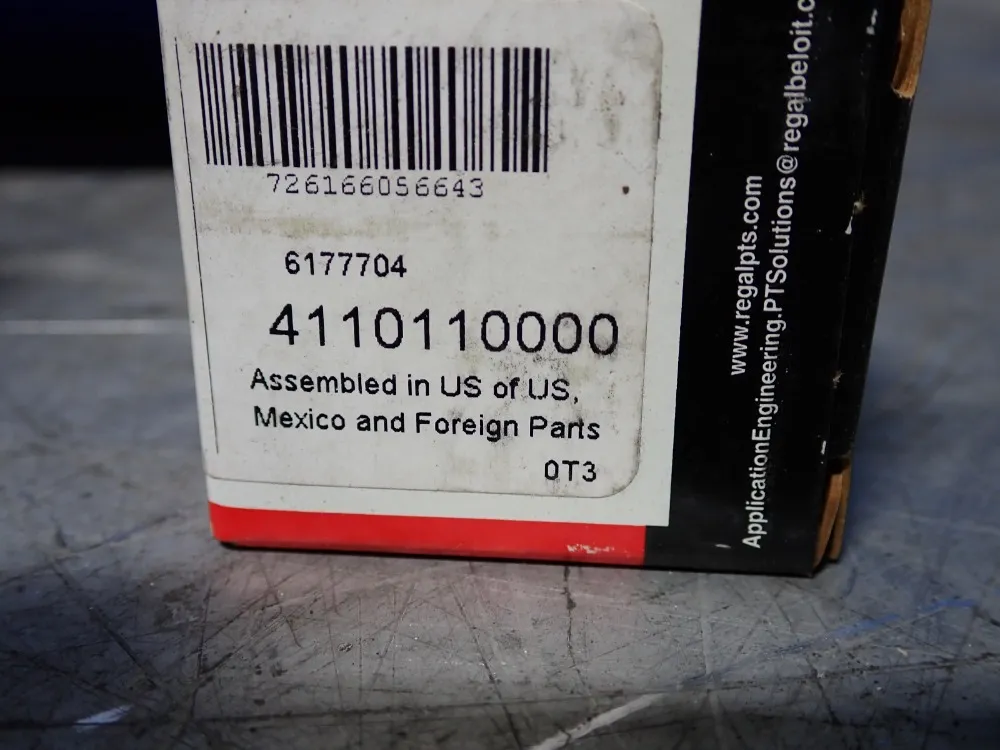 726166056643
6177704
4110110000
Assembled in US of US,
Mexico and Foreign Parts
0T3
www.regalpts.com
ApplicationEngineering.PTSolutions@regalbeloit.c